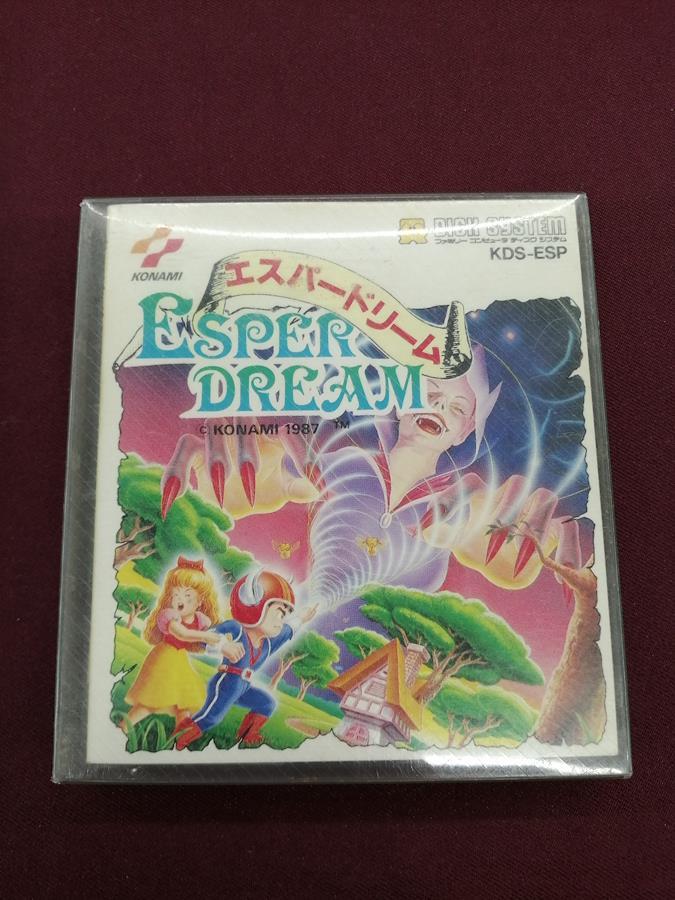 KONAMI
DISK SYSTEM
ファミリー コンピュータ ディスク システム
KDS-ESP
エスパードリーム
ESPER
DREAM
© KONAMI 1987 TM